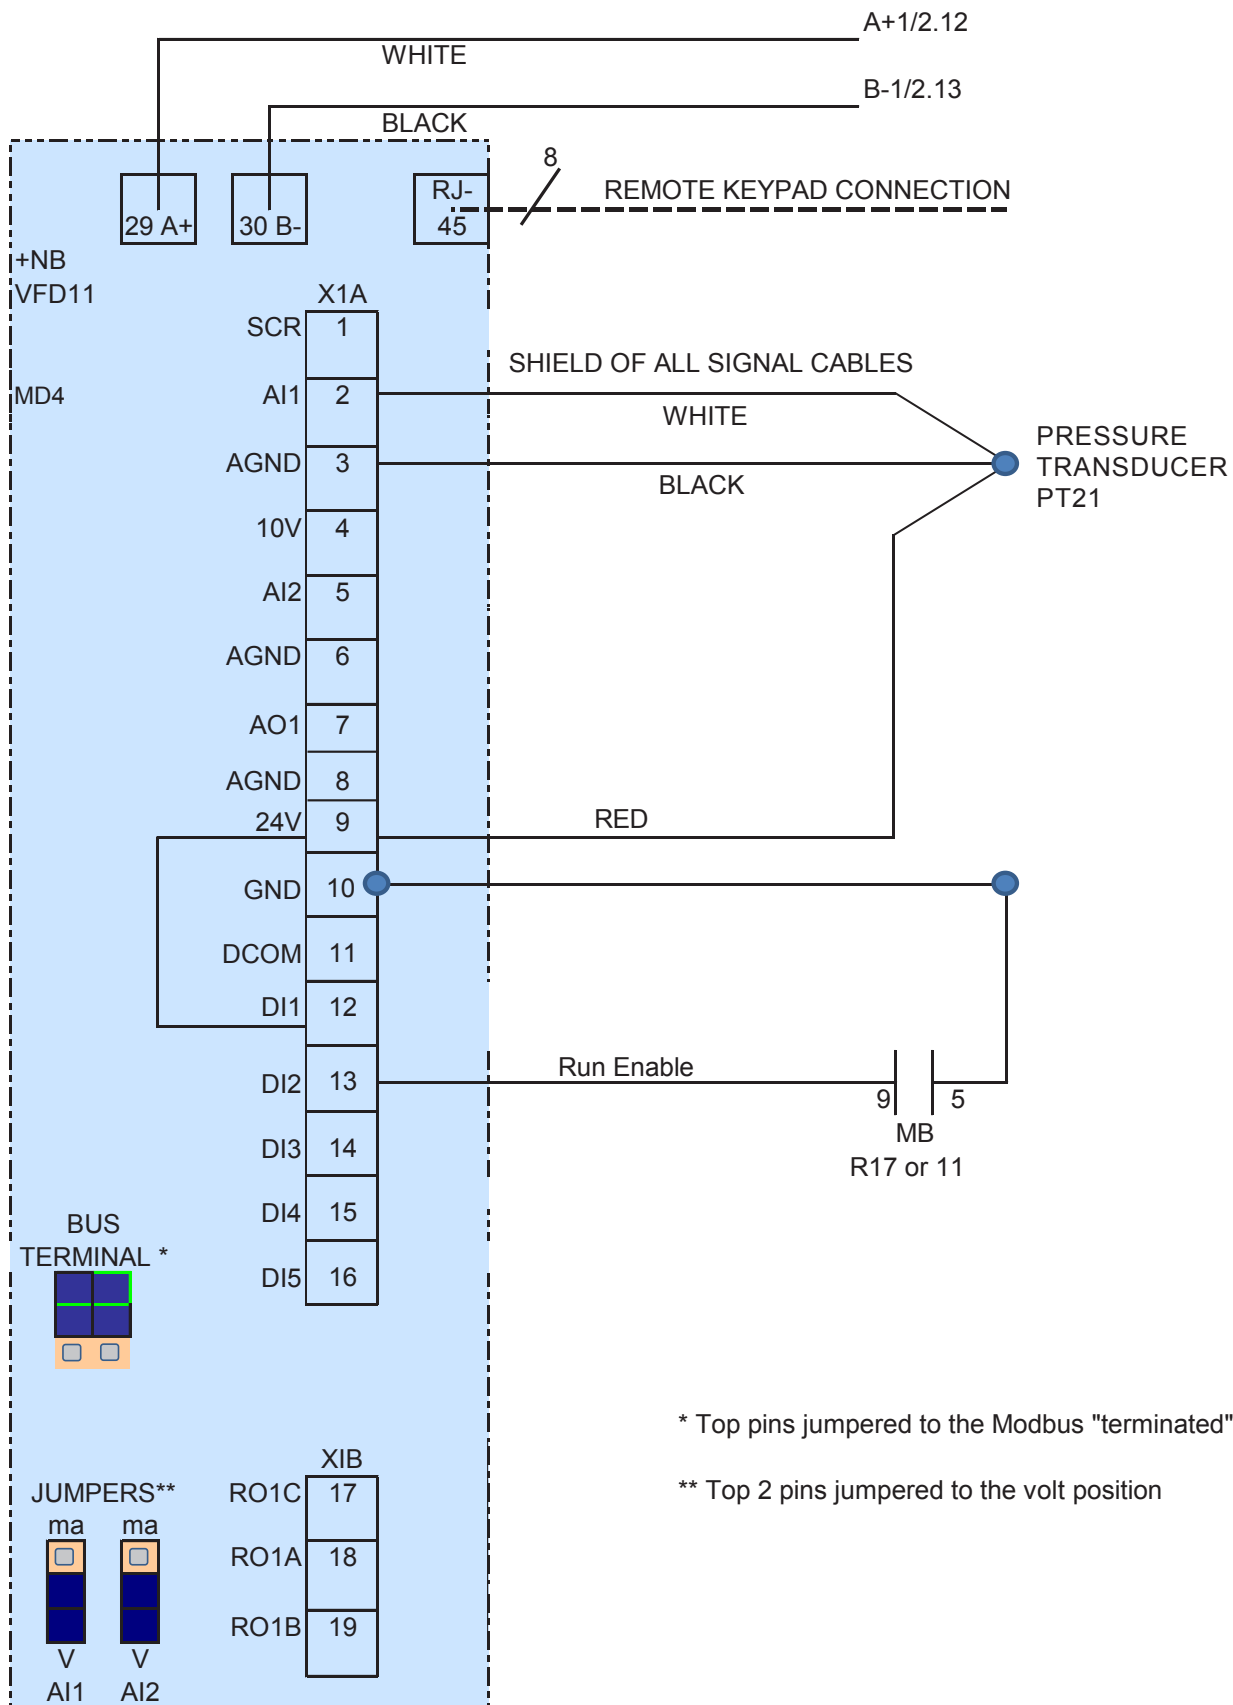 A+1/2.12
WHITE
B-1/2.13
BLACK
8
REMOTE KEYPAD CONNECTION
RJ-
45
29 A+
30 B-
+NB
VFD11
MD4
X1A
SCR 1
SHIELD OF ALL SIGNAL CABLES
AI1 2
WHITE
AGND 3
BLACK
PRESSURE
TRANSDUCER
PT21
10V 4
AI2 5
AGND 6
AO1 7
AGND 8
24V 9
RED
GND 10
DCOM 11
DI1 12
DI2 13
Run Enable
9 5
MB
R17 or 11
DI3 14
DI4 15
DI5 16
BUS
TERMINAL *
* Top pins jumpered to the Modbus "terminated"
** Top 2 pins jumpered to the volt position
XIB
JUMPERS**
ma ma
V V
AI1 AI2
RO1C 17
RO1A 18
RO1B 19